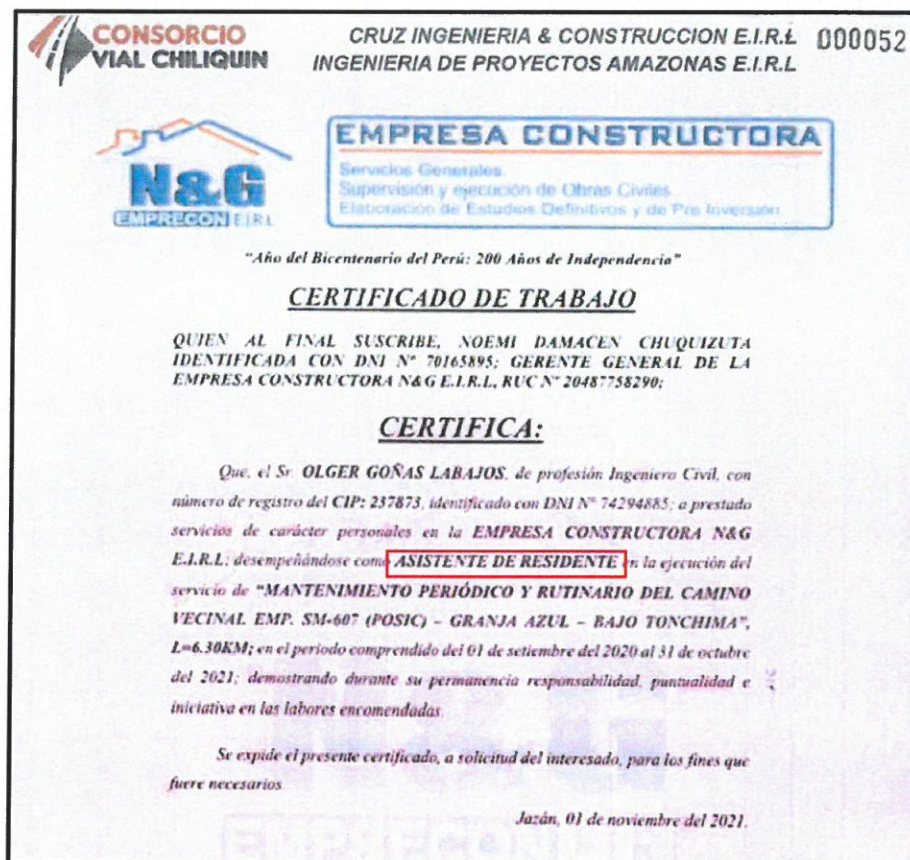 CONSORCIO
VIAL CHILIQUIN
CRUZ INGENIERIA & CONSTRUCCION E.I.R.L 000052
INGENIERIA DE PROYECTOS AMAZONAS E.I.R.L
N&G
EMPRECON E.I.R.L
EMPRESA CONSTRUCTORA
Servicios Generales.
Supervisión y ejecución de Obras Civiles
Elaboración de Estudios Definitivos y de Pre Inversión.
"Año del Bicentenario del Perú: 200 Años de Independencia"
CERTIFICADO DE TRABAJO
QUIEN AL FINAL SUSCRIBE, NOEMI DAMACEN CHUQUIZUTA
IDENTIFICADA CON DNI N° 70165895; GERENTE GENERAL DE LA
EMPRESA CONSTRUCTORA N&G E.I.R.L, RUC N° 20487758290;
CERTIFICA:
Que, el Sr. OLGER GOÑAS LABAJOS, de profesión Ingeniero Civil, con
número de registro del CIP: 237873, identificado con DNI N° 74294885; a prestado
servicios de carácter personales en la EMPRESA CONSTRUCTORA N&G
E.I.R.L; desempeñándose como ASISTENTE DE RESIDENTE en la ejecución del
servicio de "MANTENIMIENTO PERIÓDICO Y RUTINARIO DEL CAMINO
VECINAL EMP. SM-607 (POSIC) – GRANJA AZUL – BAJO TONCHIMA",
L=6.30KM; en el periodo comprendido del 01 de setiembre del 2020 al 31 de octubre
del 2021; demostrando durante su permanencia responsabilidad, puntualidad e
iniciativa en las labores encomendadas.
Se expide el presente certificado, a solicitud del interesado, para los fines que
fuere necesarios.
Jazán, 01 de noviembre del 2021.